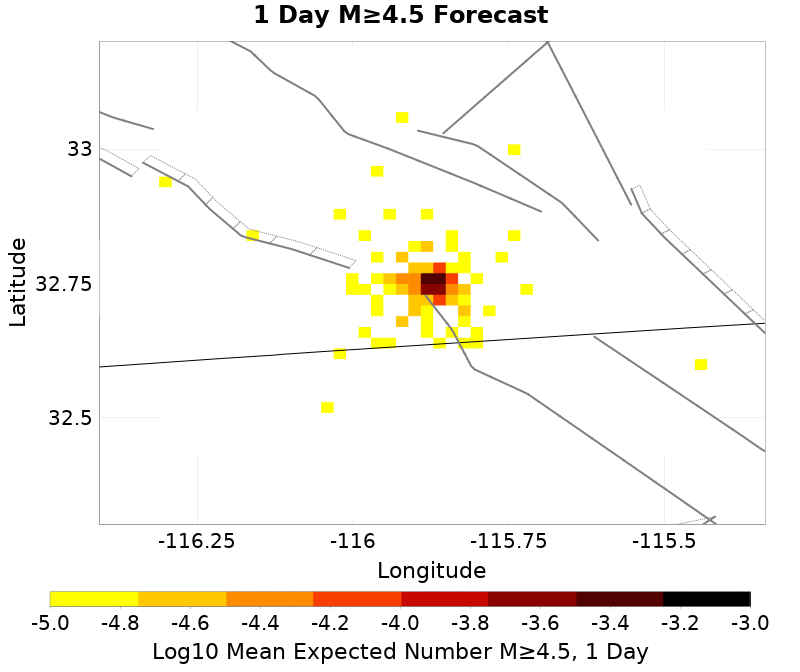 1 Day M≥4.5 Forecast
33
32.75
32.5
Latitude
-116.25 -116 -115.75 -115.5
Longitude
-5.0 -4.8 -4.6 -4.4 -4.2 -4.0 -3.8 -3.6 -3.4 -3.2 -3.0
Log10 Mean Expected Number M≥4.5, 1 Day